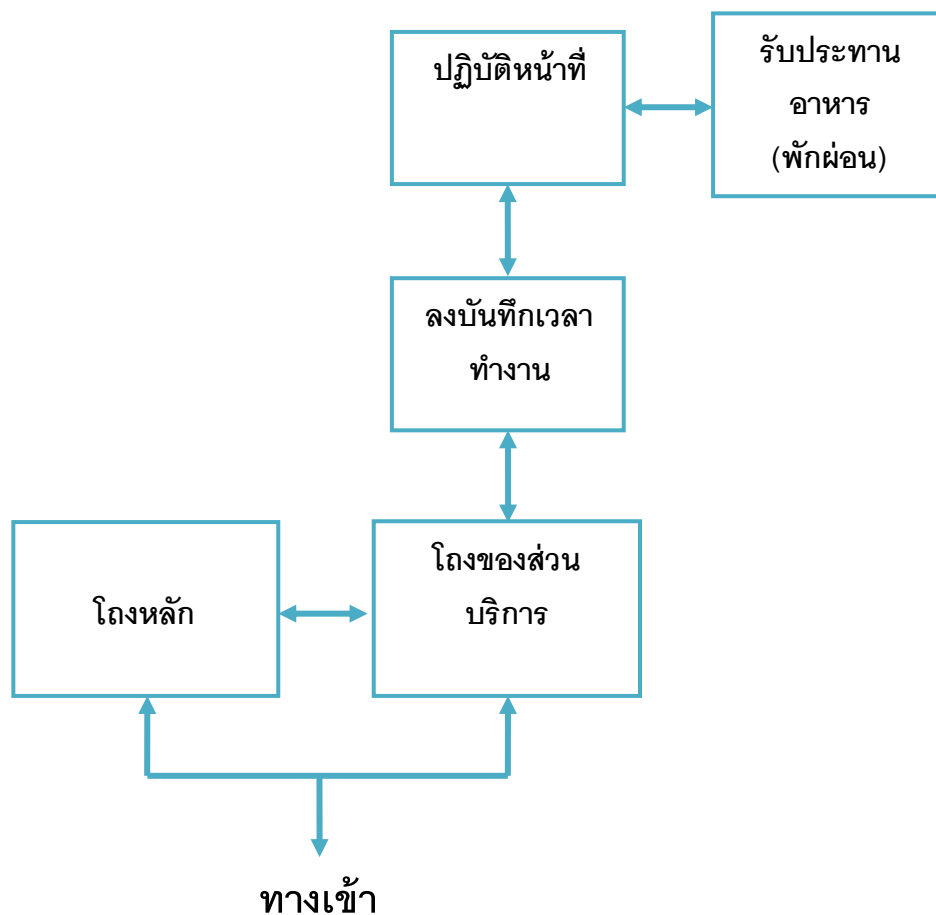 ปฏิบัติหน้าที่
รับประทาน
อาหาร
(พักผ่อน)
ลงบันทึกเวลา
ทำงาน
โถงหลัก
โถงของส่วน
บริการ
ทางเข้า